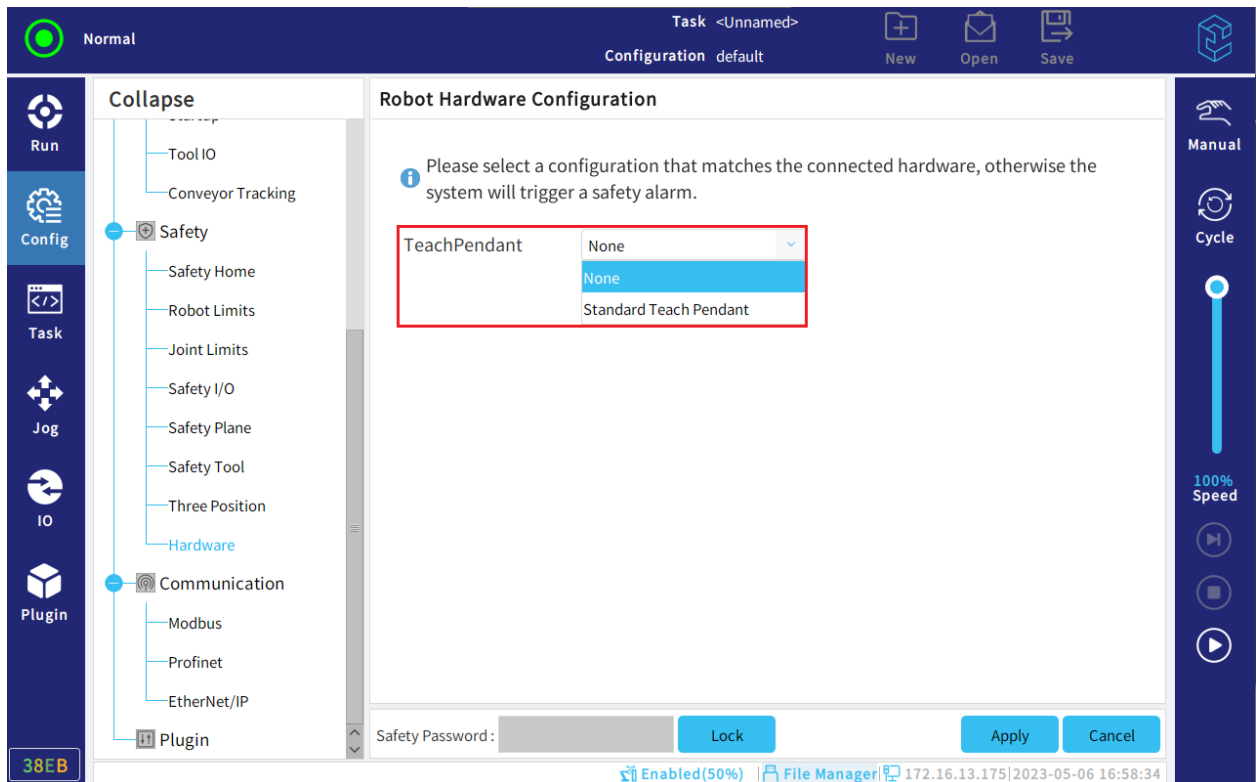 Normal
Task <Unnamed>
Configuration default
New
Open
Save
Run
Config
Task
Jog
IO
Plugin
38EB
Collapse
Startup
Tool IO
Conveyor Tracking
Safety
Safety Home
Robot Limits
Joint Limits
Safety I/O
Safety Plane
Safety Tool
Three Position
Hardware
Communication
Modbus
Profinet
EtherNet/IP
Plugin
Robot Hardware Configuration
Please select a configuration that matches the connected hardware, otherwise the
system will trigger a safety alarm.
TeachPendant None
None
Standard Teach Pendant
Safety Password :
Lock
Apply
Cancel
Enabled(50%) File Manager 172.16.13.175 2023-05-06 16:58:34
Manual
Cycle
100%
Speed